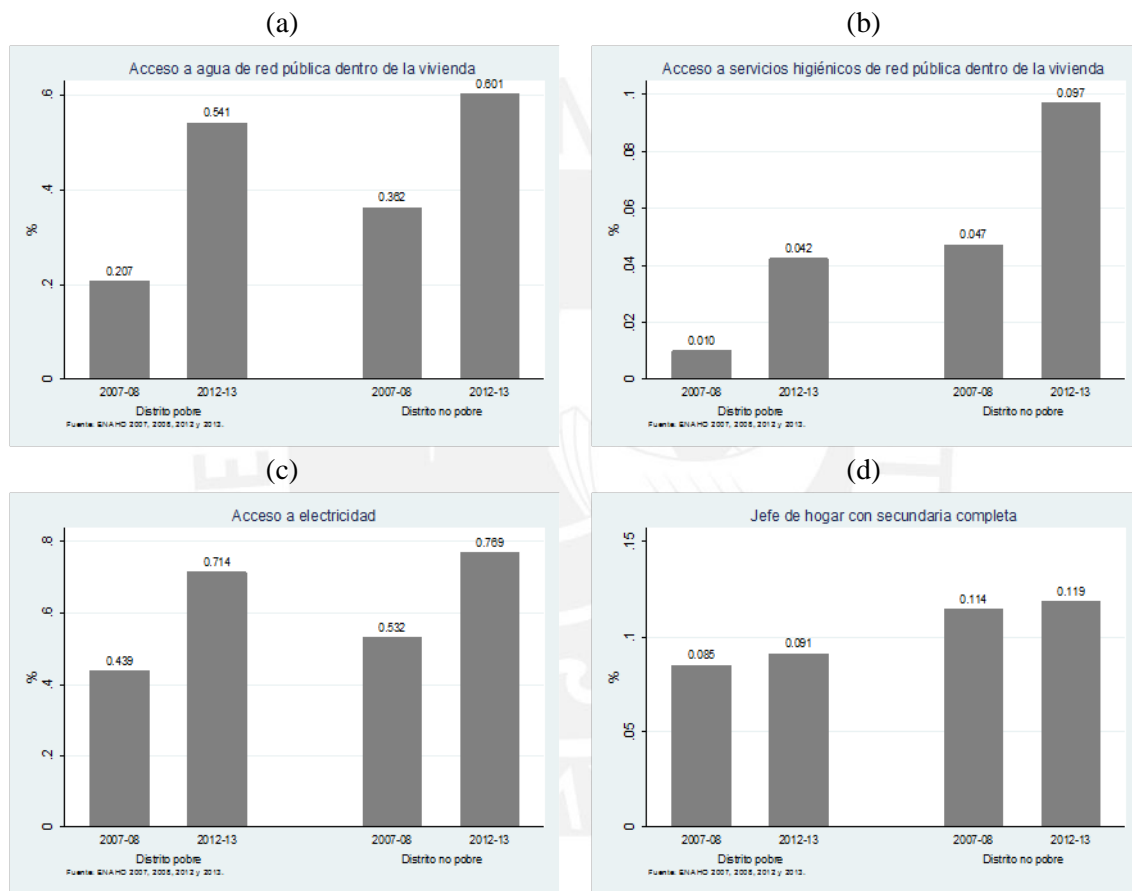 (a)
Acceso a agua de red pública dentro de la vivienda
%
0 .2 .4 .6
0.207 0.541 0.362 0.601
2007-08 2012-13 2007-08 2012-13
Distrito pobre Distrito no pobre
Fuente: ENAHO 2007, 2008, 2012 y 2013.
(b)
Acceso a servicios higiénicos de red pública dentro de la vivienda
%
0 .02 .04 .06 .08 .1
0.010 0.042 0.047 0.097
2007-08 2012-13 2007-08 2012-13
Distrito pobre Distrito no pobre
Fuente: ENAHO 2007, 2008, 2012 y 2013.
(c)
Acceso a electricidad
%
0 .2 .4 .6 .8
0.439 0.714 0.532 0.769
2007-08 2012-13 2007-08 2012-13
Distrito pobre Distrito no pobre
Fuente: ENAHO 2007, 2008, 2012 y 2013.
(d)
Jefe de hogar con secundaria completa
%
0 .05 .1 .15
0.085 0.091 0.114 0.119
2007-08 2012-13 2007-08 2012-13
Distrito pobre Distrito no pobre
Fuente: ENAHO 2007, 2008, 2012 y 2013.